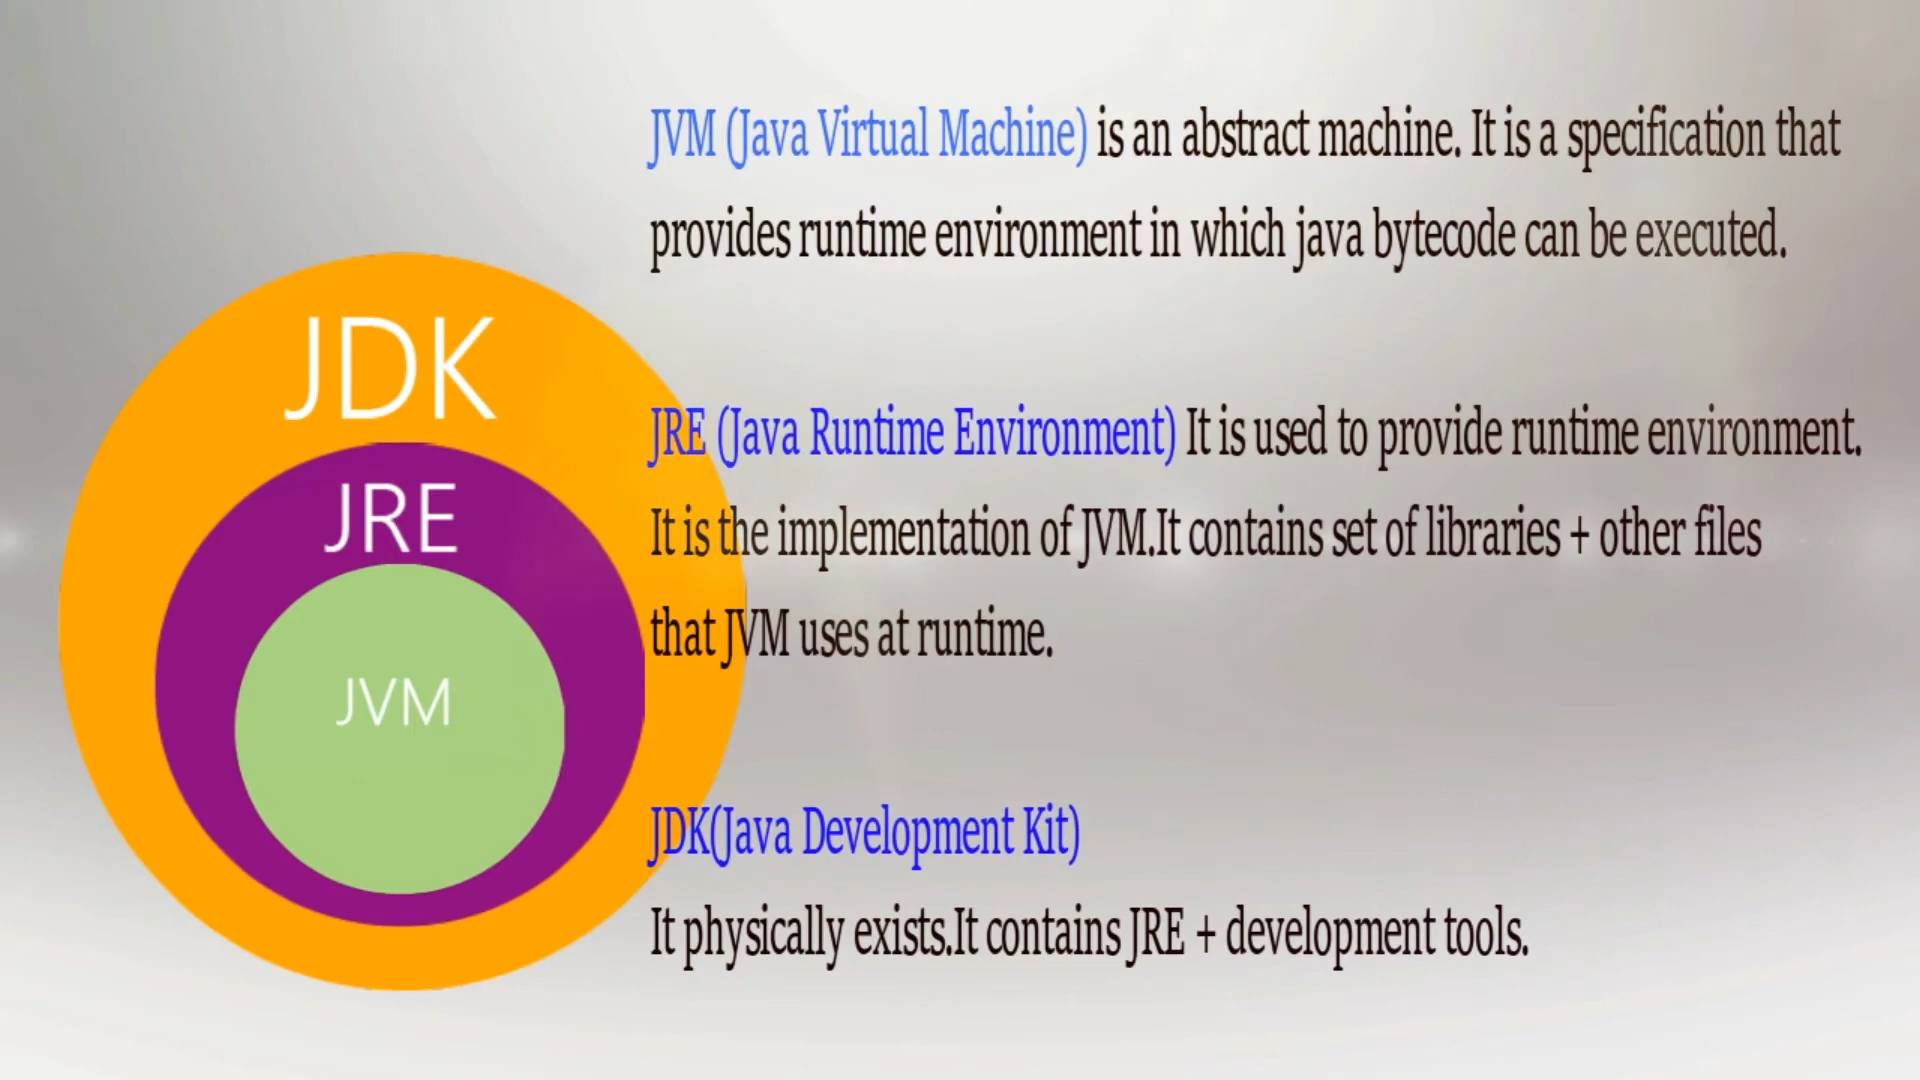 JDK
JRE
JVM
JVM (Java Virtual Machine) is an abstract machine. It is a specification that
provides runtime environment in which java bytecode can be executed.
JRE (Java Runtime Environment) It is used to provide runtime environment.
It is the implementation of JVM.It contains set of libraries + other files
that JVM uses at runtime.
JDK(Java Development Kit)
It physically exists.It contains JRE + development tools.